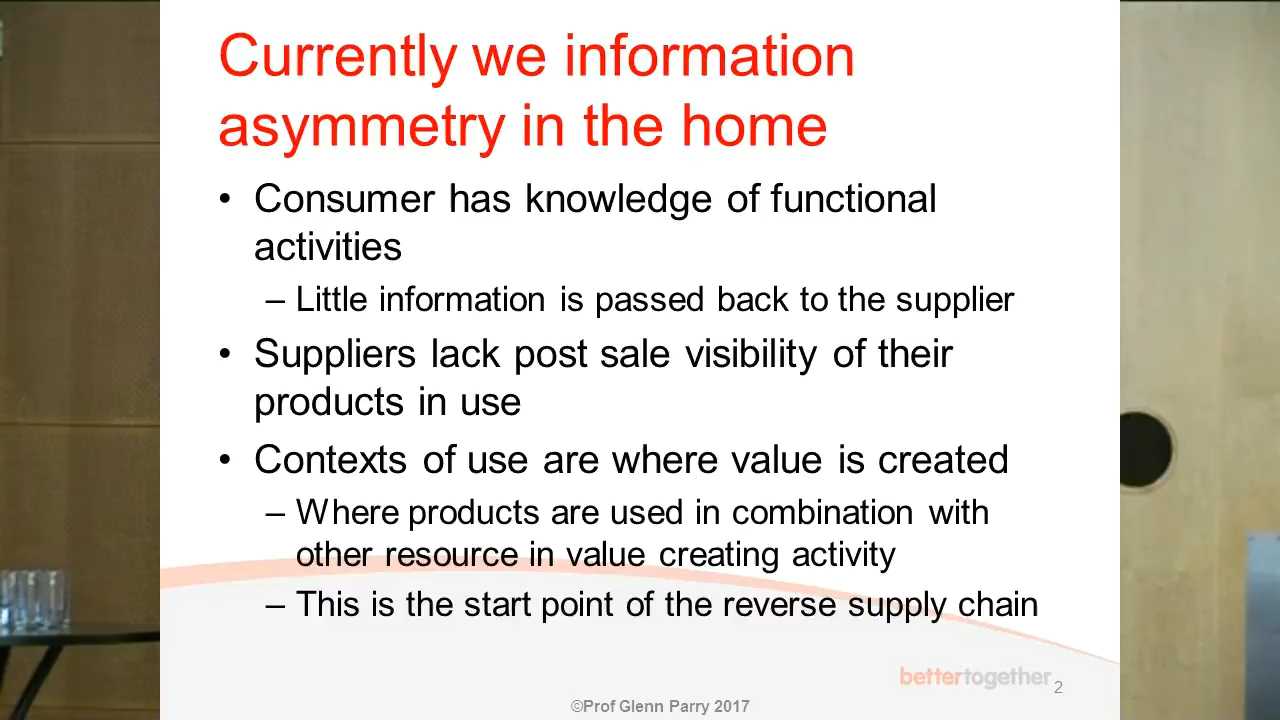 Currently we information
asymmetry in the home
• Consumer has knowledge of functional
activities
– Little information is passed back to the supplier
• Suppliers lack post sale visibility of their
products in use
• Contexts of use are where value is created
– Where products are used in combination with
other resource in value creating activity
– This is the start point of the reverse supply chain
bettertogether
2
©Prof Glenn Parry 2017